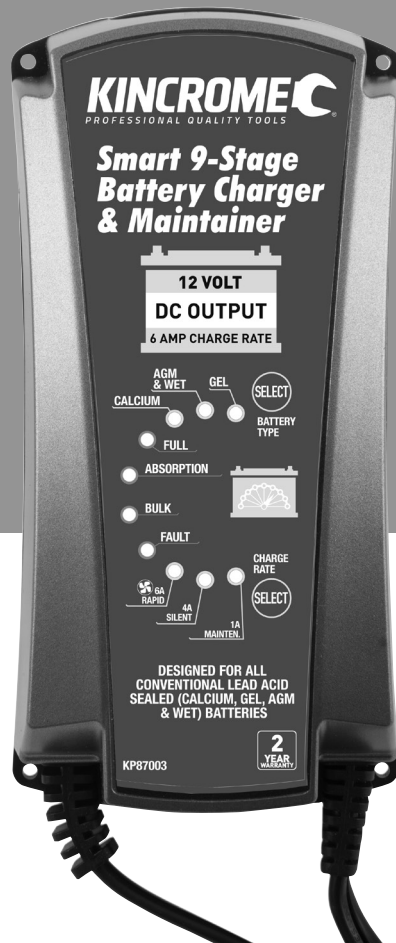 KINCROME
®
PROFESSIONAL QUALITY TOOLS
Smart 9-Stage
Battery Charger
& Maintainer
12 VOLT
DC OUTPUT
6 AMP CHARGE RATE
AGM
& WET
GEL
SELECT
CALCIUM
BATTERY
TYPE
FULL
ABSORPTION
BULK
FAULT
CHARGE
RATE
6A
RAPID
4A
SILENT
1A
MAINTEN.
SELECT
DESIGNED FOR ALL
CONVENTIONAL LEAD ACID
SEALED (CALCIUM, GEL, AGM
& WET) BATTERIES
KP87003
2
YEAR
WARRANTY